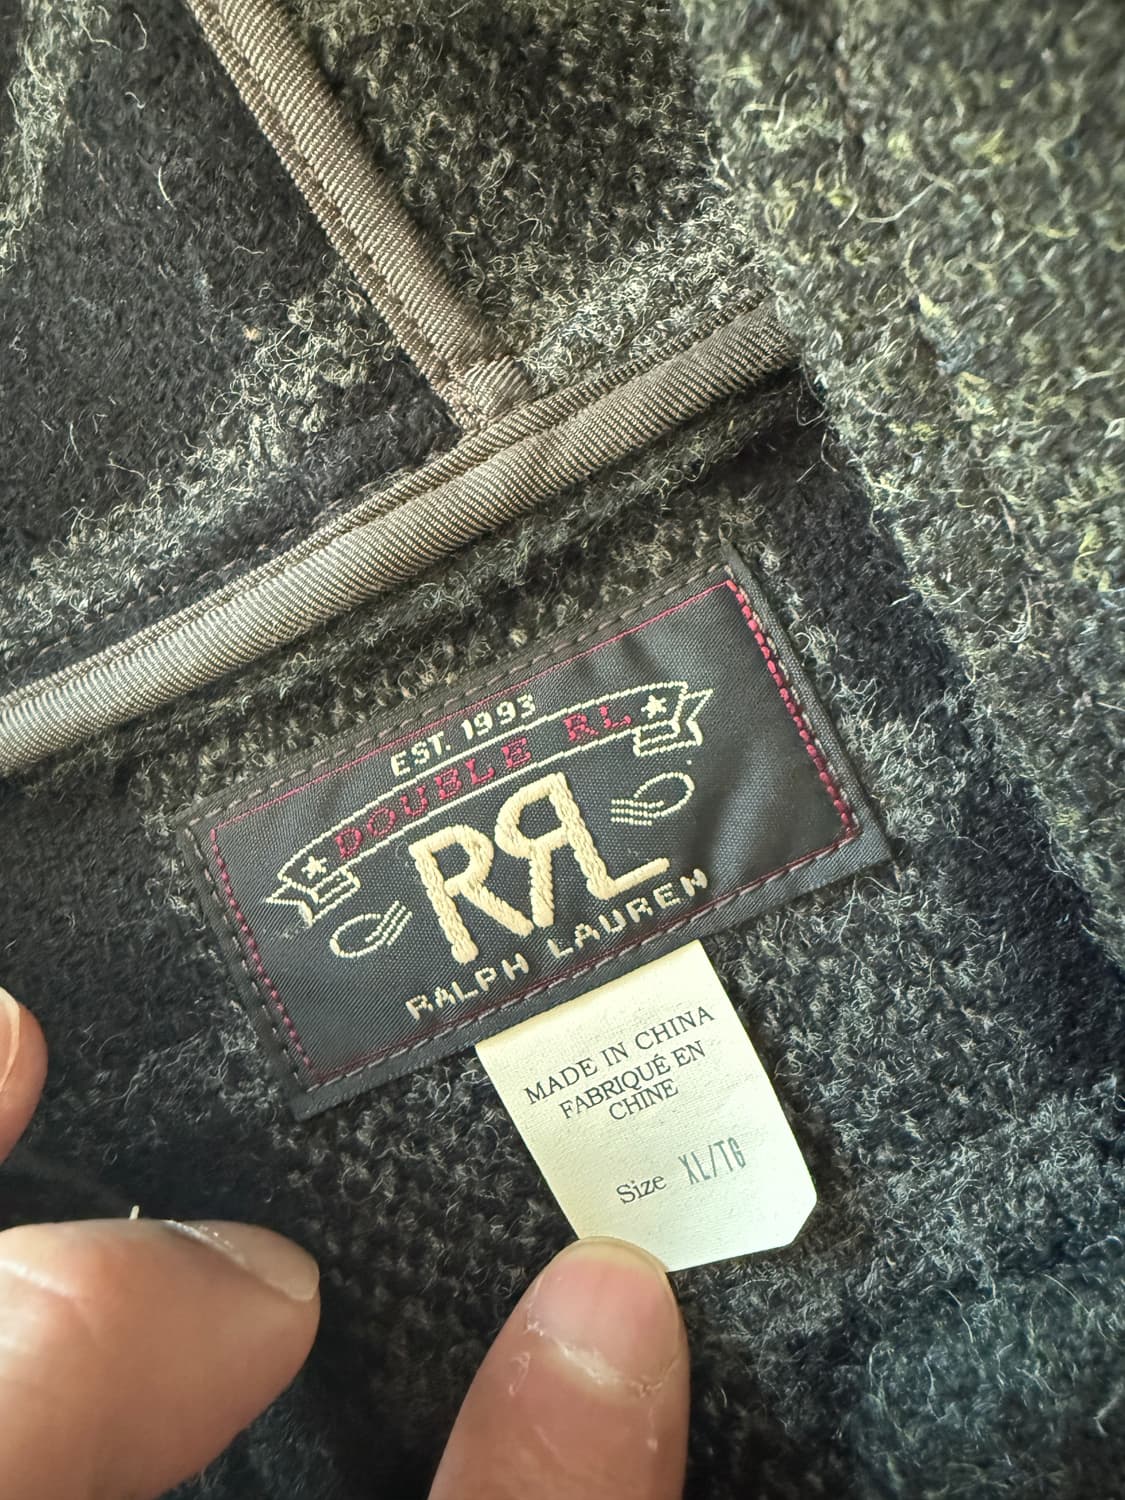 EST. 1993
DOUBLE RL
RRL
RALPH LAUREN
MADE IN CHINA
FABRIQUÉ EN
CHINE
Size XL/TG